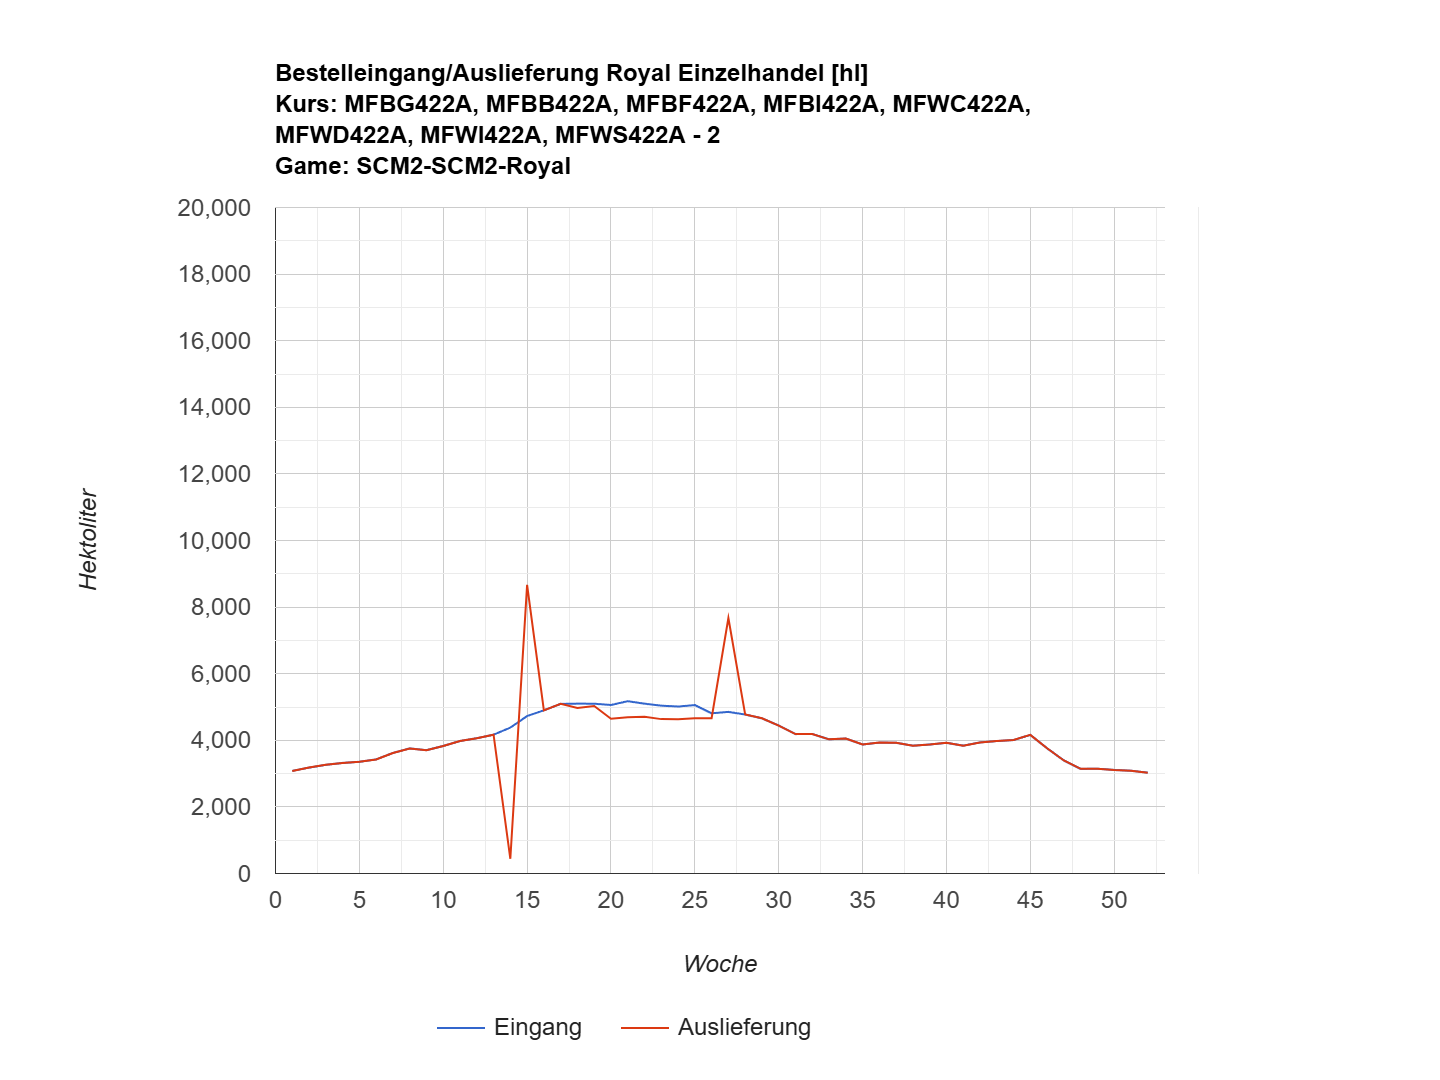 Bestelleingang/Auslieferung Royal Einzelhandel [hl]
Kurs: MFBG422A, MFBB422A, MFBF422A, MFBI422A, MFWC422A,
MFWD422A, MFWI422A, MFWS422A - 2
Game: SCM2-SCM2-Royal
20,000
18,000
16,000
14,000
12,000
10,000
8,000
6,000
4,000
2,000
0
Hektoliter
0 5 10 15 20 25 30 35 40 45 50
Woche
Eingang Auslieferung